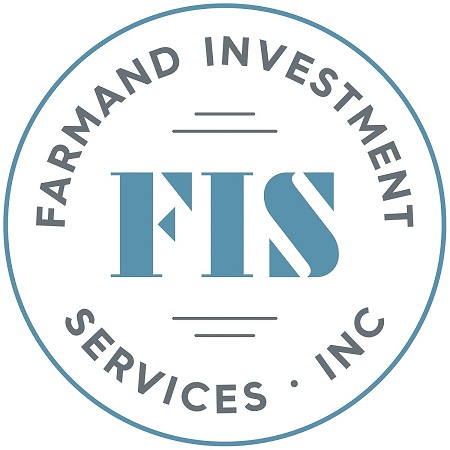 FARMAND INVESTMENT
FIS
SERVICES · INC